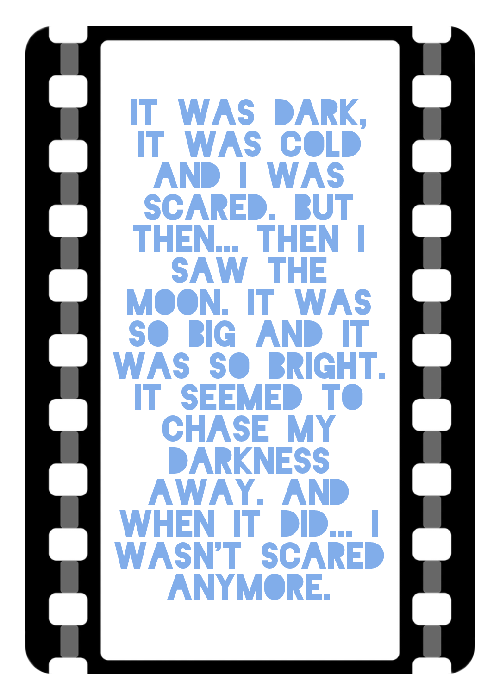 IT WAS DARK,
IT WAS COLD
AND I WAS
SCARED. BUT
THEN... THEN I
SAW THE
MOON. IT WAS
SO BIG AND IT
WAS SO BRIGHT.
IT SEEMED TO
CHASE MY
DARKNESS
AWAY. AND
WHEN IT DID... I
WASN'T SCARED
ANYMORE.